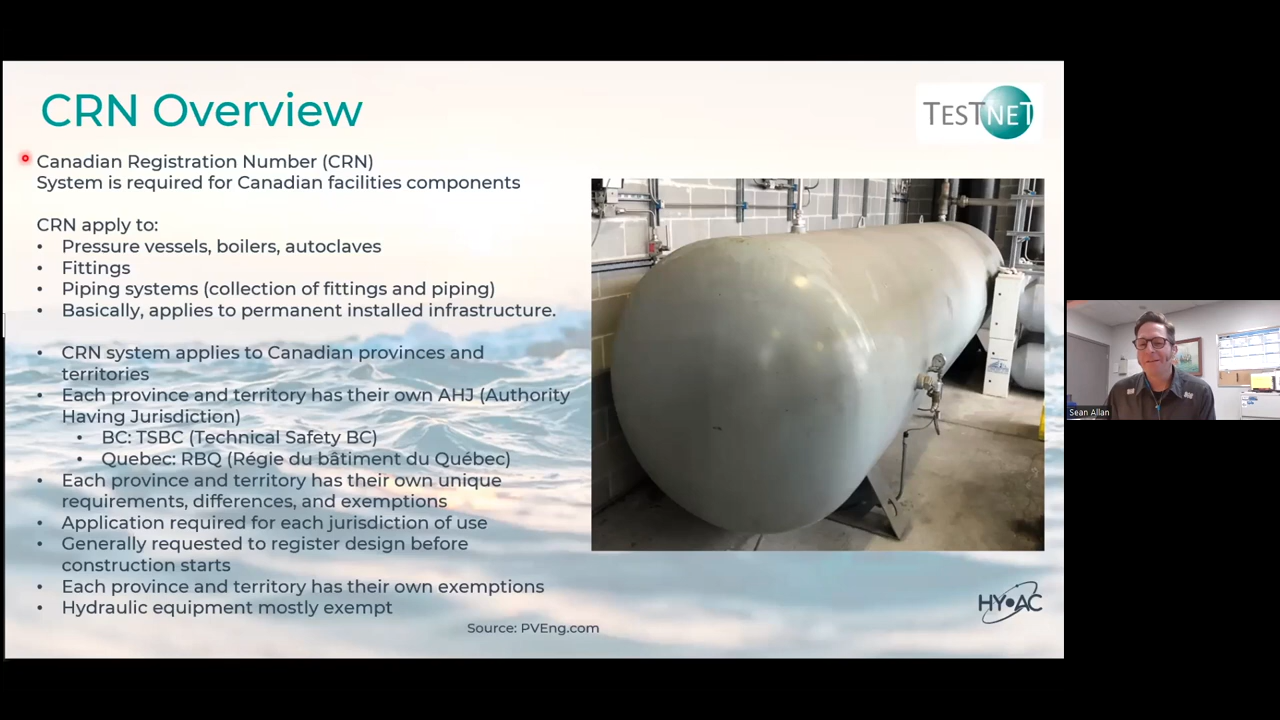 CRN Overview
TESTNET
Canadian Registration Number (CRN)
System is required for Canadian facilities components
CRN apply to:
• Pressure vessels, boilers, autoclaves
• Fittings
• Piping systems (collection of fittings and piping)
• Basically, applies to permanent installed infrastructure.
• CRN system applies to Canadian provinces and
territories
• Each province and territory has their own AHJ (Authority
Having Jurisdiction)
• BC: TSBC (Technical Safety BC)
• Quebec: RBQ (Régie du bâtiment du Québec)
• Each province and territory has their own unique
requirements, differences, and exemptions
• Application required for each jurisdiction of use
• Generally requested to register design before
construction starts
• Each province and territory has their own exemptions
• Hydraulic equipment mostly exempt
Source: PVEng.com
HY•AC
Sean Allan